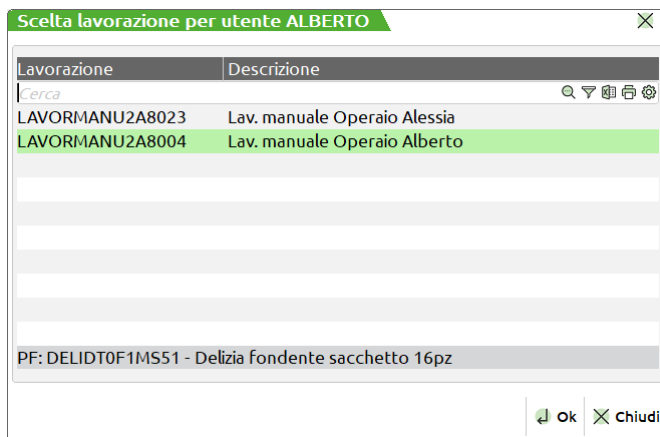 Scelta lavorazione per utente ALBERTO
Lavorazione Descrizione
Cerca
LAVORMANU2A8023 Lav. manuale Operaio Alessia
LAVORMANU2A8004 Lav. manuale Operaio Alberto
PF: DELIDT0F1MS51 - Delizia fondente sacchetto 16pz
Ok Chiudi